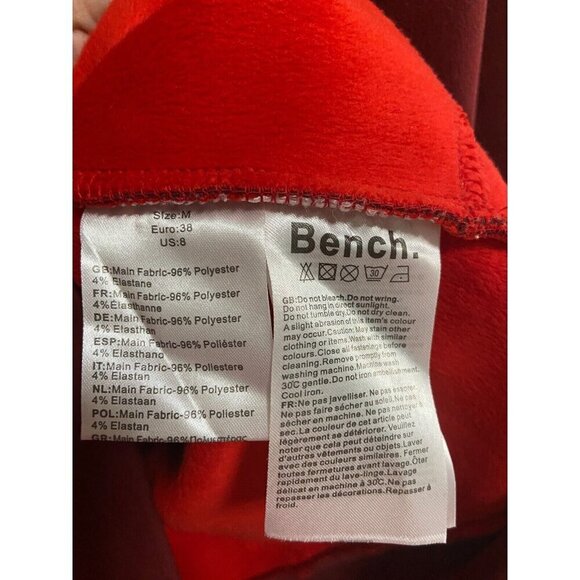 Size:M
Euro:38
US:8
GB:Main Fabric-96% Polyester
4% Elastane
FR:Main Fabric-96% Polyester
4%Élasthanne
DE:Main Fabric-96% Polyester
4% Elasthan
ESP:Main Fabric-96% Polièster
4% Elasthano
IT:Main Fabric-96% Poliestere
4% Elastan
NL:Main Fabric-96% Polyester
4% Elastaan
POL:Main Fabric-96% Poliester
4% Elastan
GR:Main Fabric-96%
Bench.
30
GB:Do not bleach.Do not wring.
Do not hang in direct sunlight.
Do not tumble dry.Do not dry clean.
A slight abrasion of this item's colour
may occur.Caution:May stain other
clothing or items.Wash with similar
colours.Close all fastenings before
cleaning.Remove promptly from
washing machine.Machine wash
30C gentle.Do not iron embellishment.
Cool iron.
FR:Ne pas javelliser.Ne pas essorer.
Ne pas faire sécher au soleil.Ne pas
sécher en machine.Ne pas nettoyer à
sec.La couleur de cet article peut
légèrement se détériorer. Veuillez
noter que cela peut déteindre sur
d'autres vêtements ou objets.Laver
avec des couleurs similaires. Fermer
toutes fermetures avant lavage.Ôter
rapidement du lave-linge.Lavage
délicat en machine à 30C.Ne pas
repasser les décorations.Repasser à
froid.